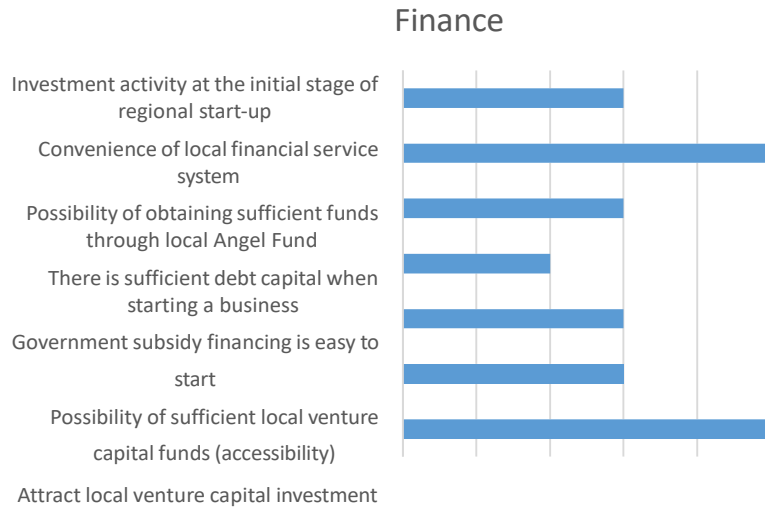 Finance
Investment activity at the initial stage of
regional start-up
Convenience of local financial service
system
Possibility of obtaining sufficient funds
through local Angel Fund
There is sufficient debt capital when
starting a business
Government subsidy financing is easy to
start
Possibility of sufficient local venture
capital funds (accessibility)
Attract local venture capital investment